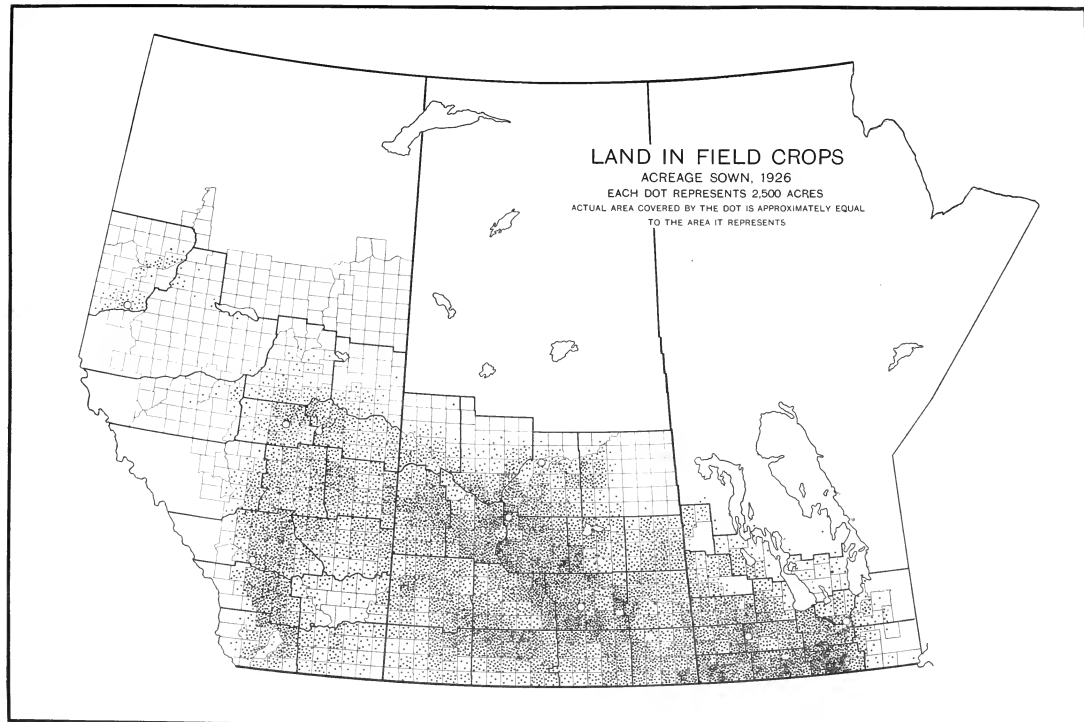 LAND IN FIELD CROPS
ACREAGE SOWN, 1926
EACH DOT REPRESENTS 2,500 ACRES
ACTUAL AREA COVERED BY THE DOT IS APPROXIMATELY EQUAL
TO THE AREA IT REPRESENTS